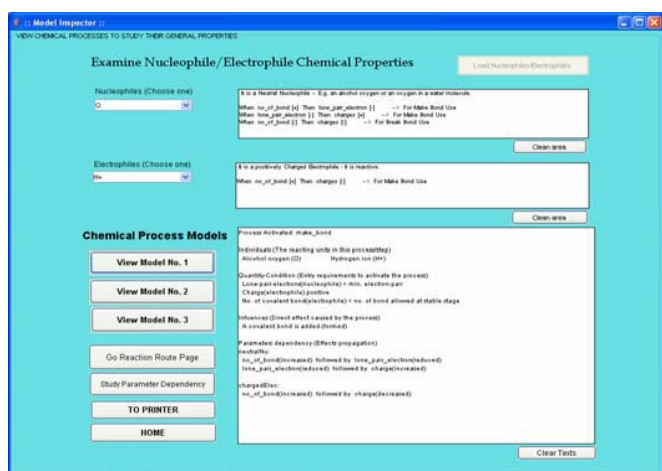 :: Model Inspector ::
VIEW CHEMICAL PROCESSES TO STUDY THEIR GENERAL PROPERTIES
Examine Nucleophile/Electrophile Chemical Properties
Load Nucleophiles/Electrophiles
Nucleophiles (Choose one)
O
It is a Neutral Nucleophile -- E.g. an alcohol oxygen or an oxygen in a water molecule.
When no_of_bond [+] Then lone_pair_electron [-] --> For Make Bond Use
When lone_pair_electron [-] Then charges [+] --> For Make Bond Use
When no_of_bond [-] Then charges [-] --> For Break Bond Use
Clean area
Electrophiles (Choose one)
H+
It is a positively Charged Electrophile - it is reactive.
When no_of_bond [+] Then charges [-] --> For Make Bond Use
Clean area
Chemical Process Models
View Model No. 1
View Model No. 2
View Model No. 3
Go Reaction Route Page
Study Parameter Dependency
TO PRINTER
HOME
Process Activated: make_bond
Individuals (The reacting units in this process/step)
Alcohol oxygen (O) Hydrogen ion (H+)
Quantity-Condition (Entry requirements to activate the process)
Lone-pair-electrons(nucleophile) > min. electron-pair
Charge(electrophile) positive
No. of covalent bond(electrophile) < no. of bond allowed at stable stage
Influences (Direct effect caused by the process)
A covalent bond is added (formed)
Parameters dependency (Effects propagation)
neutralNu:
no_of_bond(increased) followed by lone_pair_electron(reduced)
lone_pair_electron(reduced) followed by charge(increased)
chargedElec:
no_of_bond(increased) followed by charge(decreased)
Clear Texts